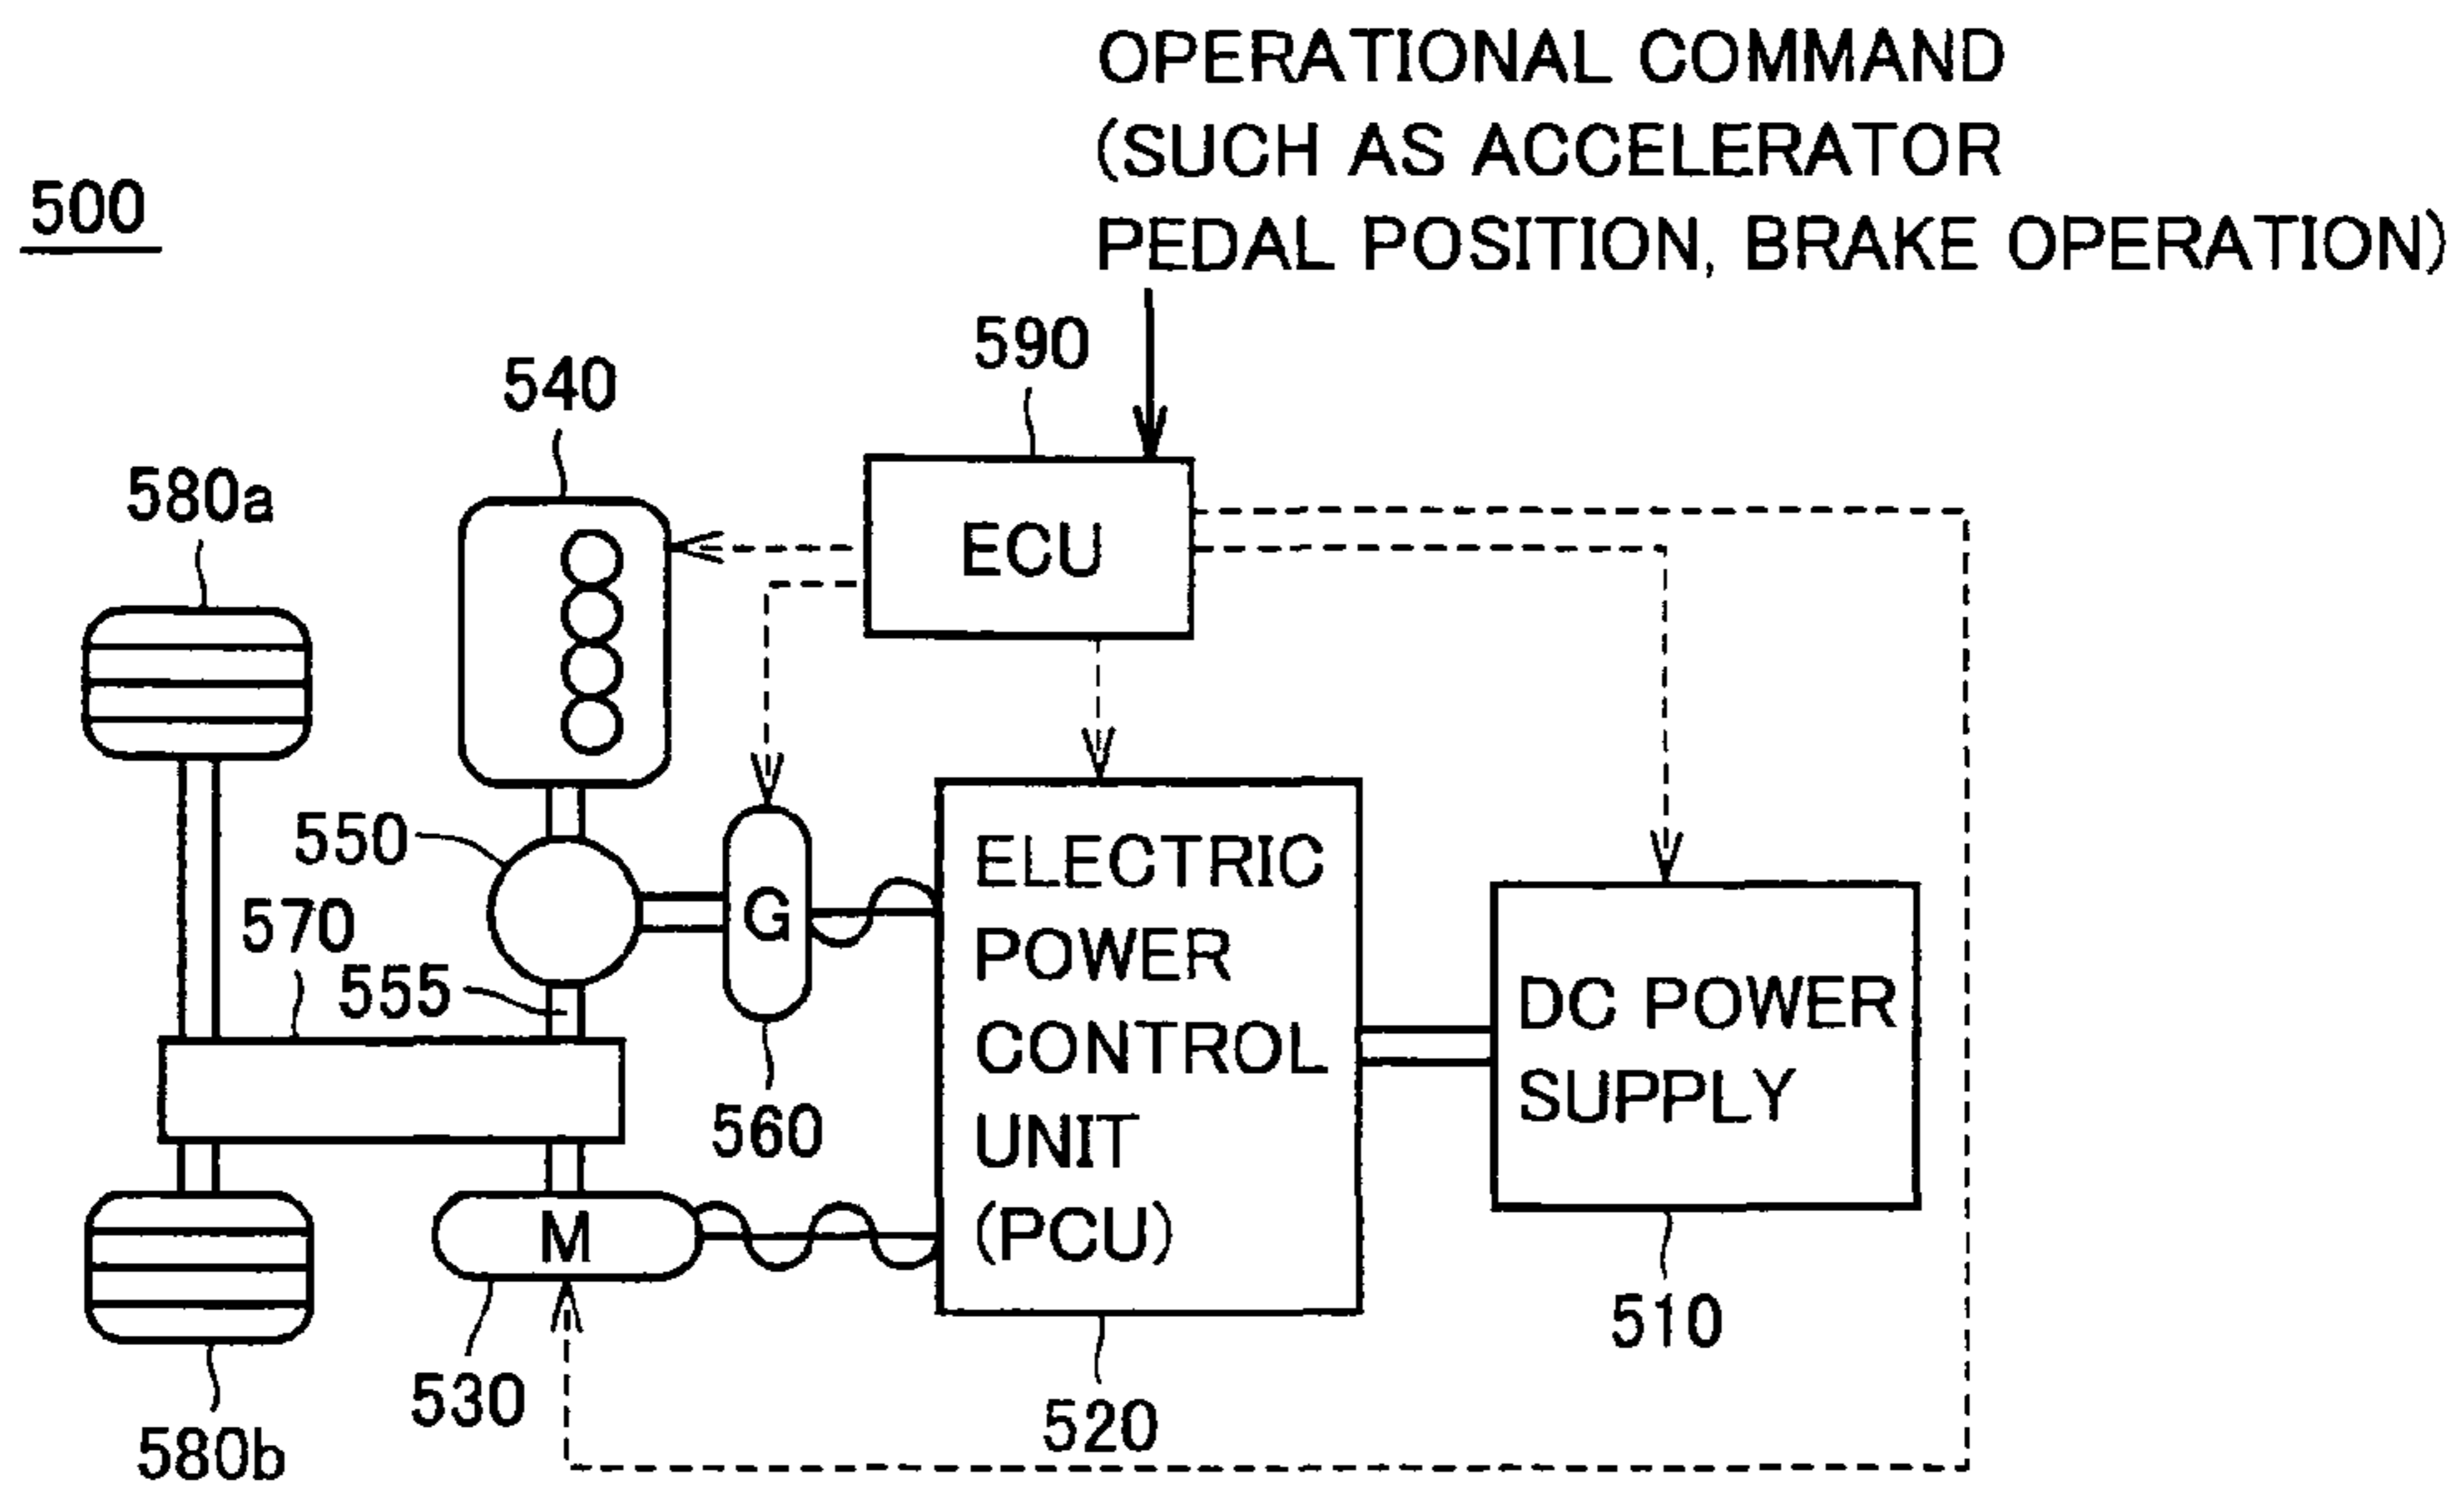 OPERATIONAL COMMAND
(SUCH AS ACCELERATOR
PEDAL POSITION, BRAKE OPERATION)
500
590
540
580a
ECU
550
570
555
G
560
ELECTRIC
POWER
CONTROL
UNIT
(PCU)
DC POWER
SUPPLY
M
530
580b
520
510